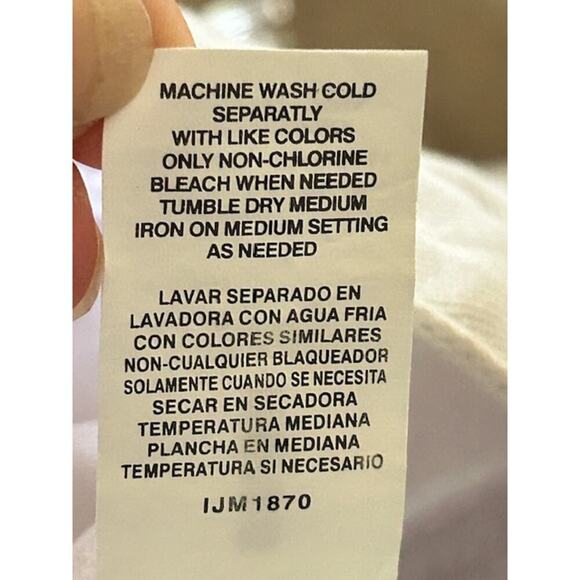 MACHINE WASH COLD
SEPARATLY
WITH LIKE COLORS
ONLY NON-CHLORINE
BLEACH WHEN NEEDED
TUMBLE DRY MEDIUM
IRON ON MEDIUM SETTING
AS NEEDED
LAVAR SEPARADO EN
LAVADORA CON AGUA FRIA
CON COLORES SIMILARES
NON-CUALQUIER BLAQUEADOR
SOLAMENTE CUANDO SE NECESITA
SECAR EN SECADORA
TEMPERATURA MEDIANA
PLANCHA EN MEDIANA
TEMPERATURA SI NECESARIO
IJM1870